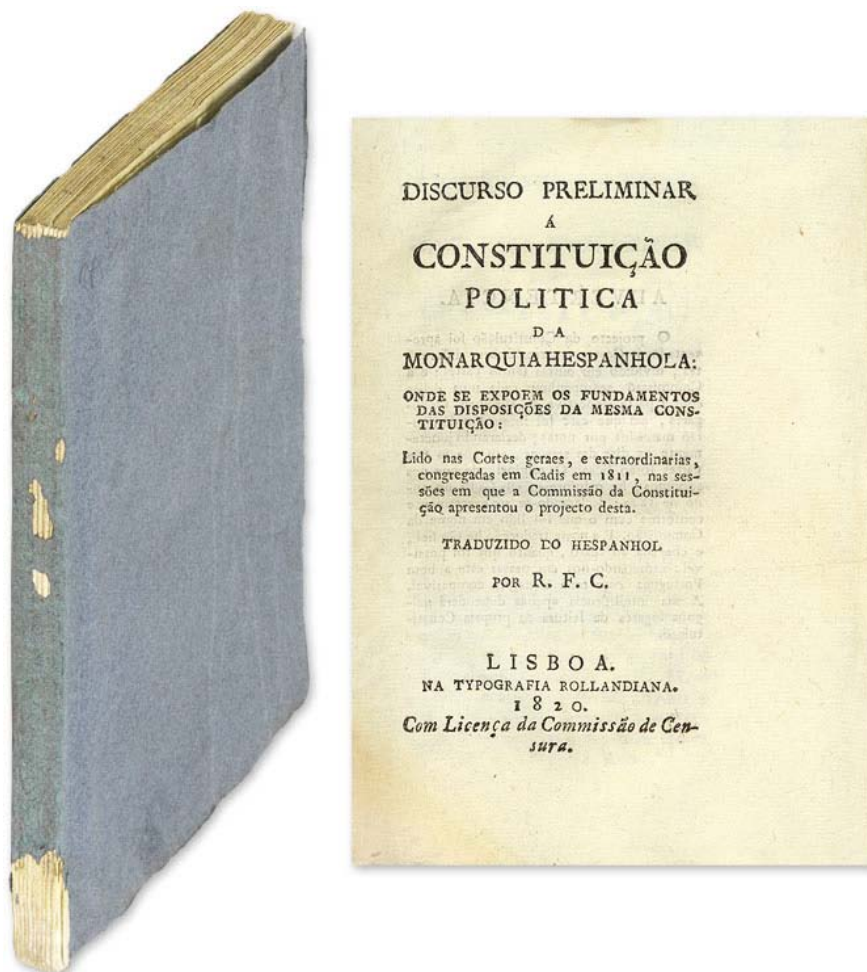 DISCURSO PRELIMINAR
Á
CONSTITUIÇÃO
POLITICA
DA
MONARQUIA HESPANHOLA:
ONDE SE EXPOEM OS FUNDAMENTOS
DAS DISPOSIÇÕES DA MESMA CONS-
TITUIÇÃO:
Lido nas Cortes geraes, e extraordinarias,
congregadas em Cadis em 1811, nas ses-
sões em que a Commissão da Constitui-
ção apresentou o projecto desta.
TRADUZIDO DO HESPANHOL
POR R. F. C.
LISBOA.
NA TYPOGRAFIA ROLLANDIANA.
1820.
Com Licença da Commissão de Cen-
sura.